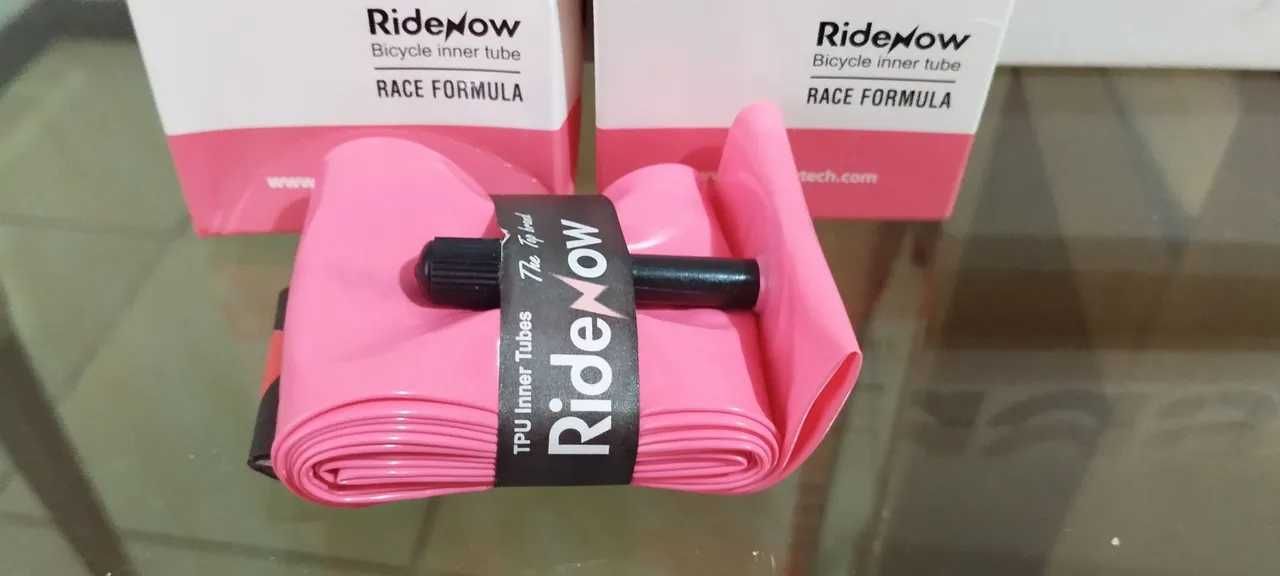 RideNow
Bicycle inner tube
RACE FORMULA
www
RideNow
Bicycle inner tube
RACE FORMULA
tech.com
TPU Inner Tubes
The Top
RideNow